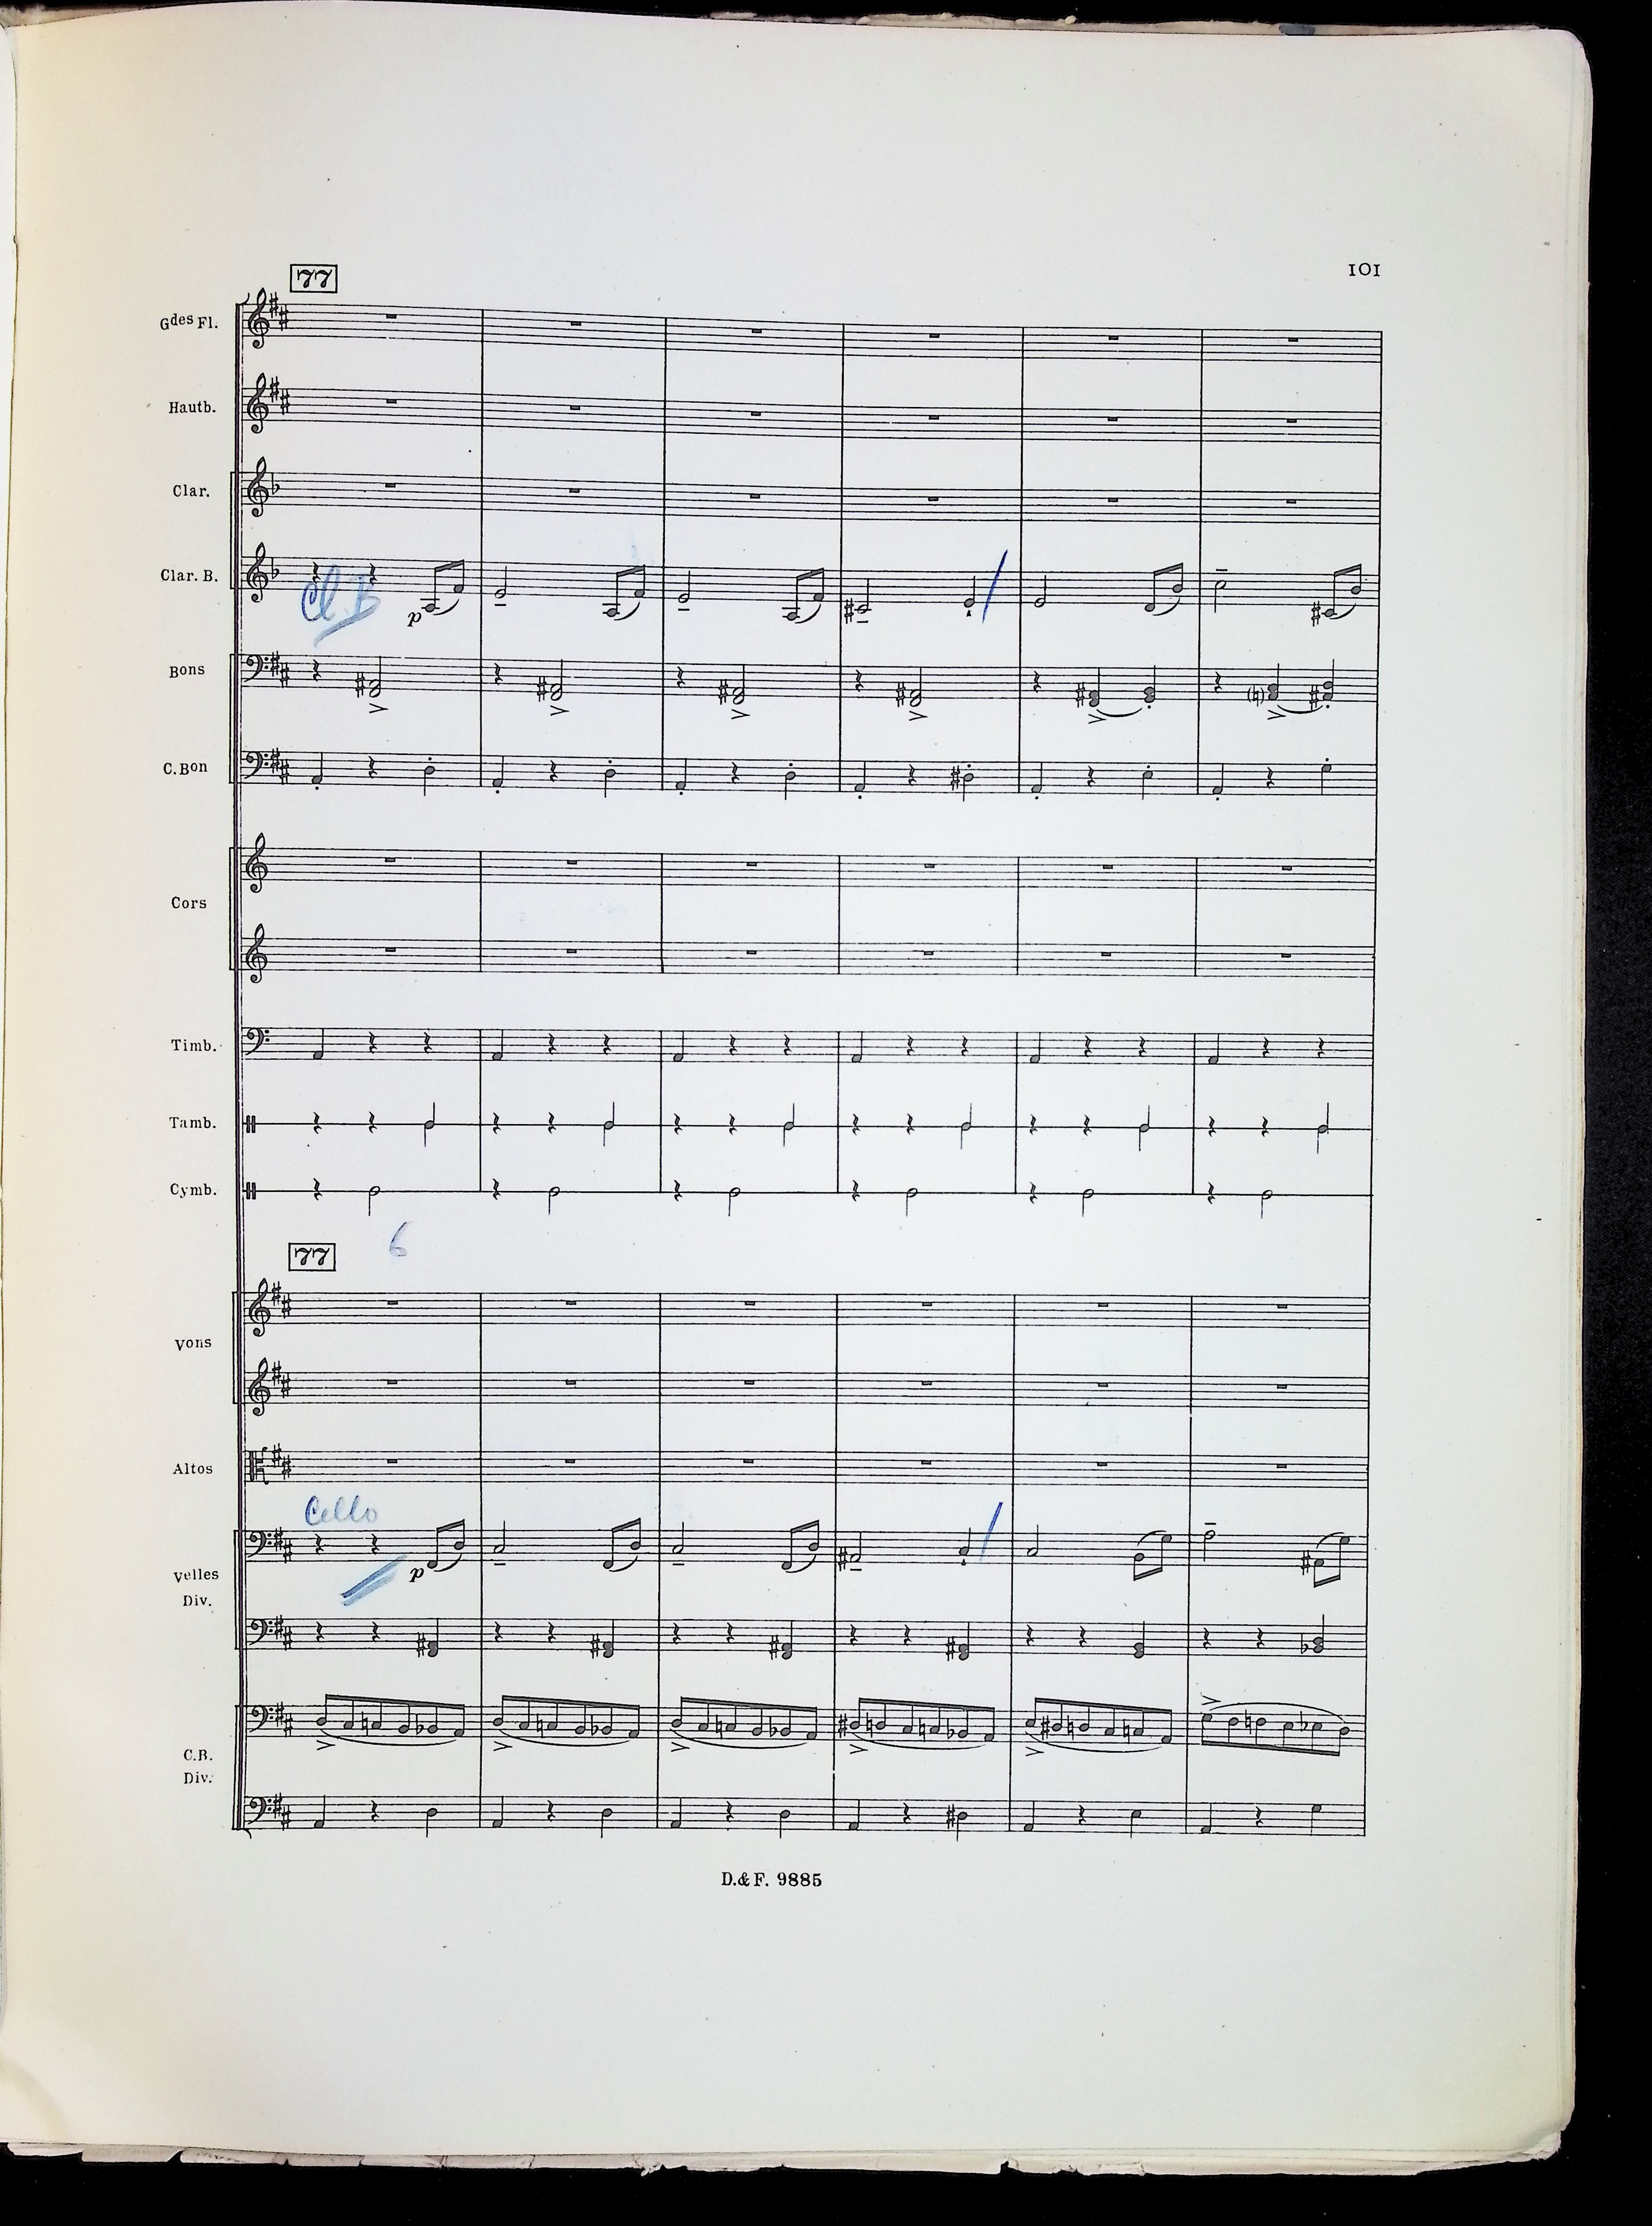 77
101
Gdes Fl.
Hautb.
Clar.
Clar. B.
Cl. B
p
Bons
C.Bon
Cors
Timb.
Tamb.
Cymb.
6
77
Vons
Altos
Cello
p
Velles
Div.
C.B.
Div.
D.&F. 9885